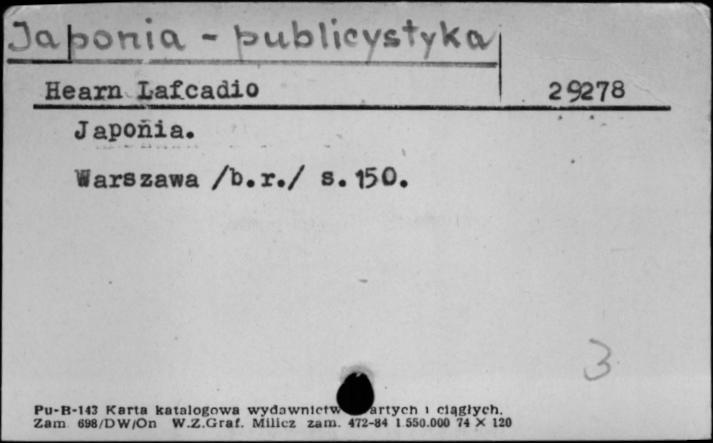 Japonia - publicystyka
Hearn Lafcadio 29278
Japonia.
Warszawa /b.r./ s.150.
3
Pu-B-143 Karta katalogowa wydawnictw artych i ciągłych.
Zam. 698/DW/On W.Z.Graf. Milicz zam. 472-84 1.550.000 74 X 120